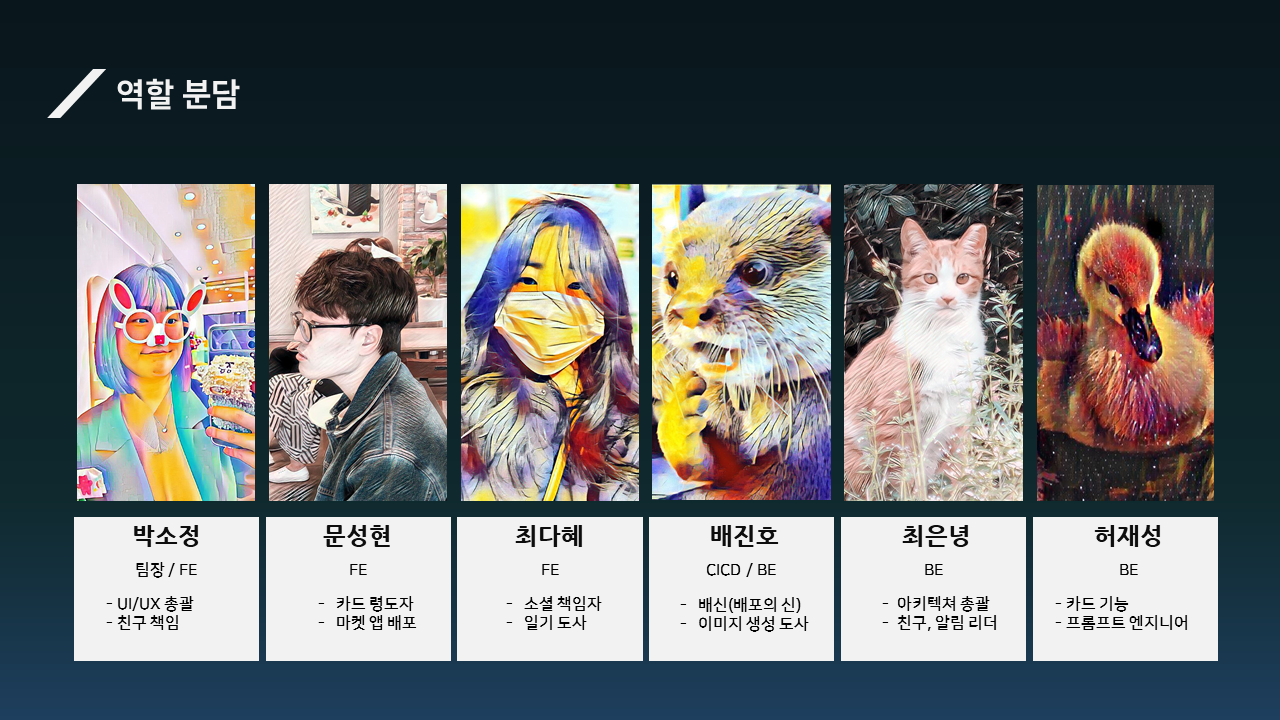 역할 분담
박소정
팀장 / FE
- UI/UX 총괄
- 친구 책임
문성현
FE
- 카드 령도자
- 마켓 앱 배포
최다혜
FE
- 소셜 책임자
- 일기 도사
배진호
CICD / BE
- 배신(배포의 신)
- 이미지 생성 도사
최은녕
BE
- 아키텍쳐 총괄
- 친구, 알림 리더
허재성
BE
- 카드 기능
- 프롬프트 엔지니어